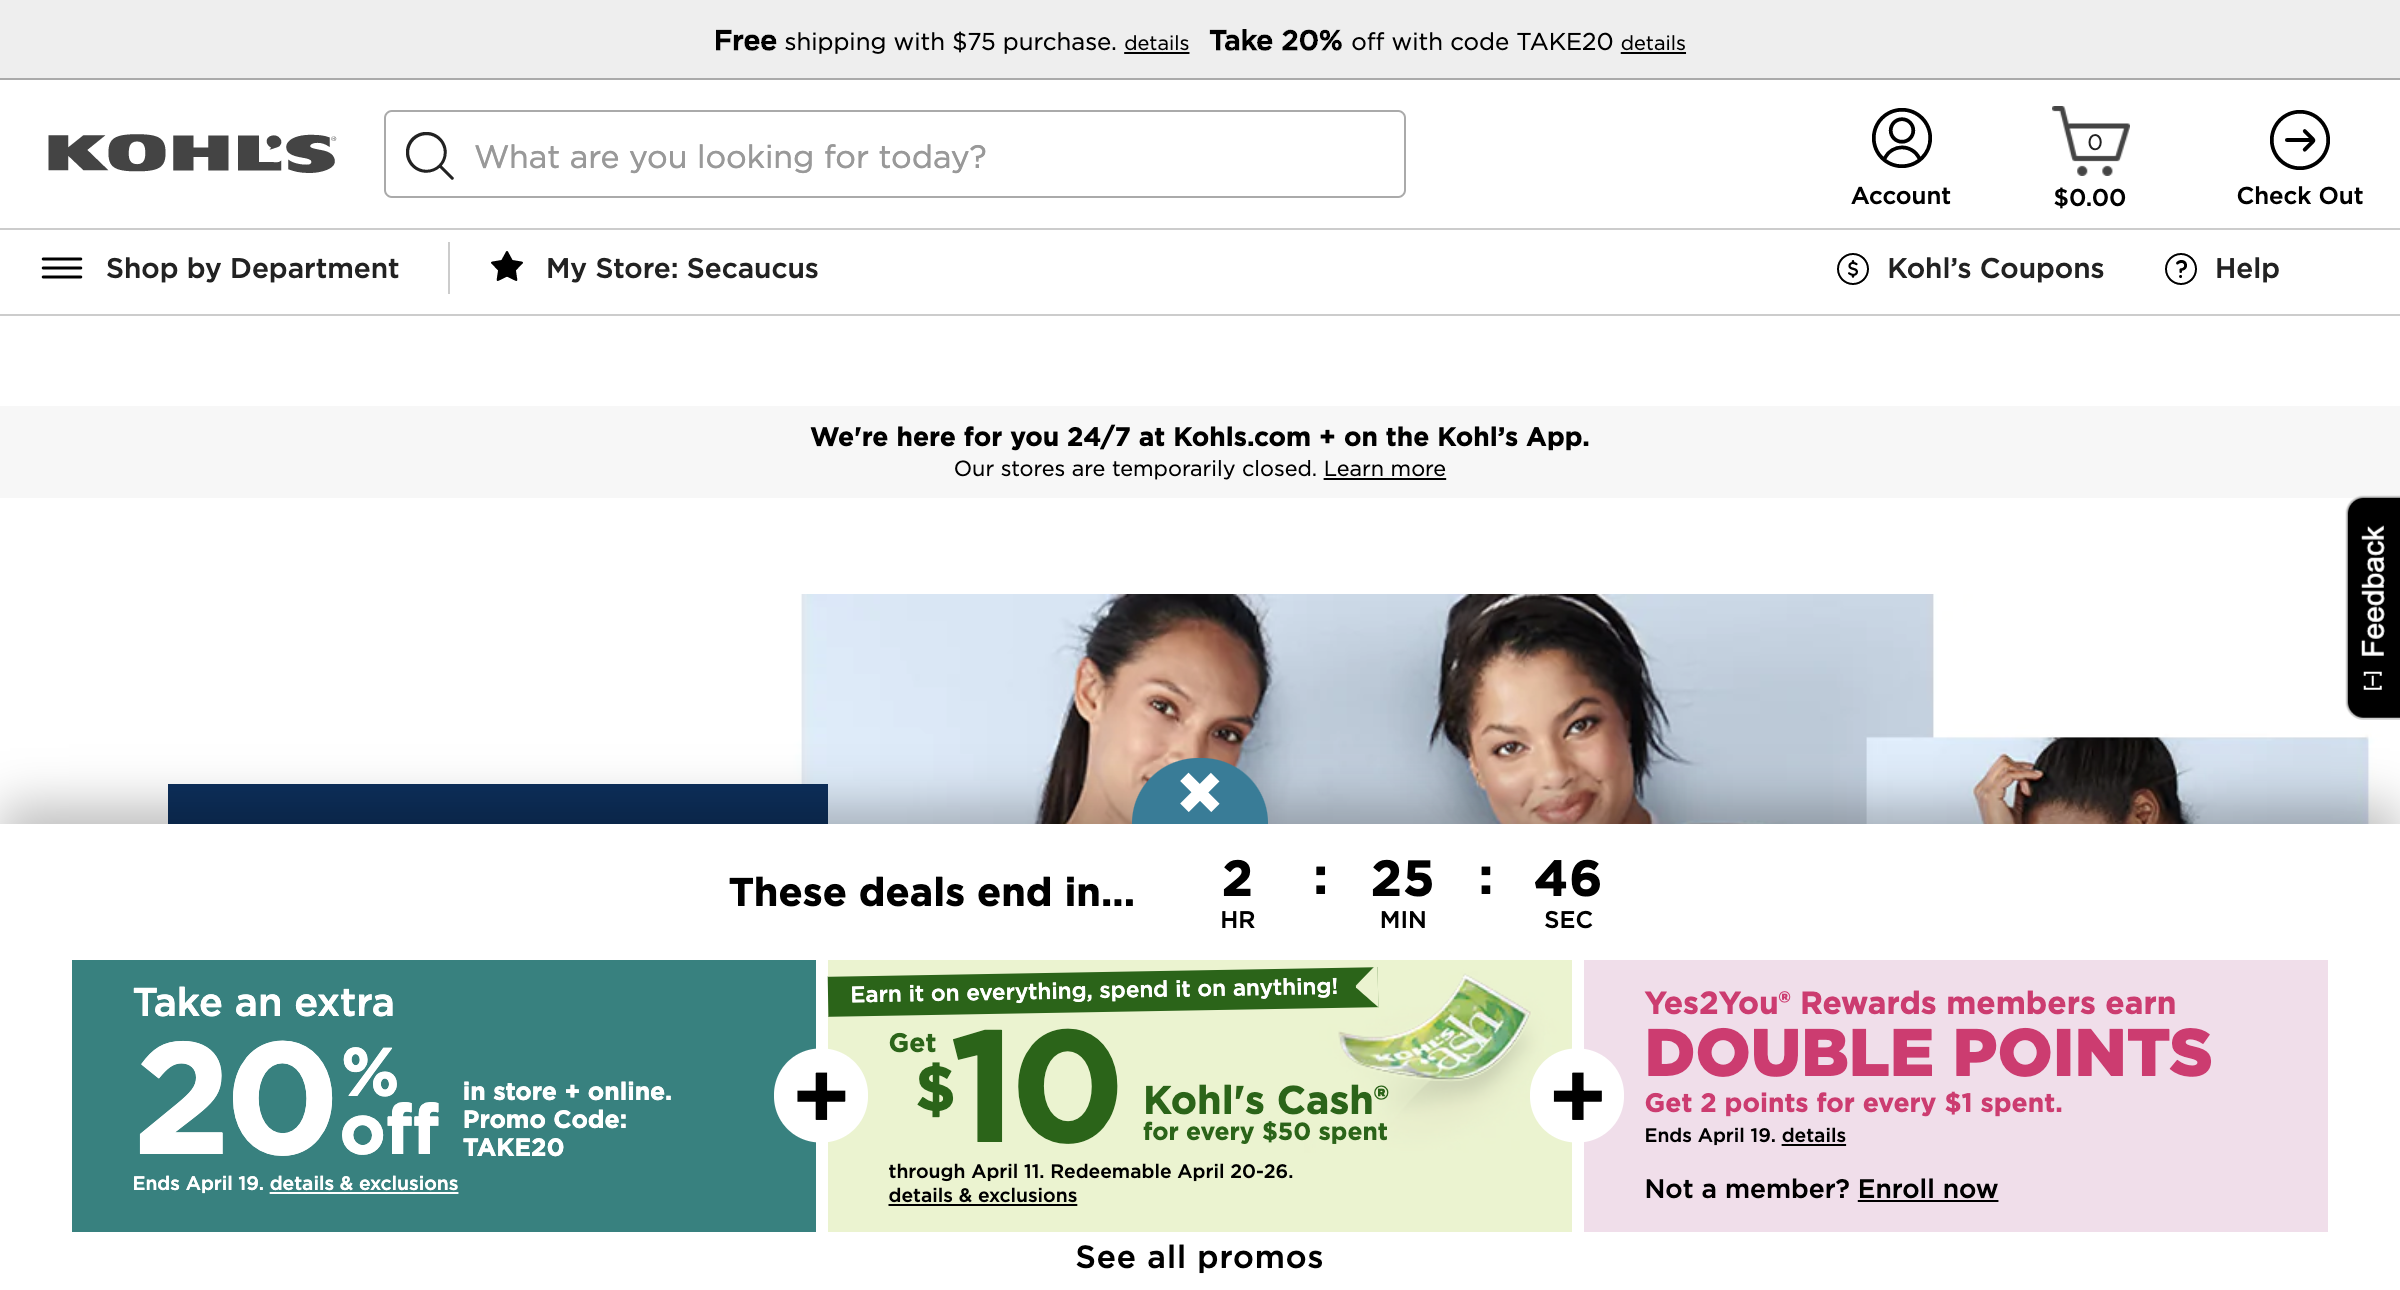 Free shipping with $75 purchase. details Take 20% off with code TAKE20 details
KOHL'S
What are you looking for today?
0
Account
$0.00
Check Out
Shop by Department
My Store: Secaucus
$ Kohl’s Coupons
? Help
We're here for you 24/7 at Kohls.com + on the Kohl’s App.
Our stores are temporarily closed. Learn more
[-] Feedback
These deals end in...
2 : 25 : 46
HR MIN SEC
Take an extra
20% off
in store + online.
Promo Code:
TAKE20
Ends April 19. details & exclusions
+
Earn it on everything, spend it on anything!
Get
$10
Kohl's Cash®
for every $50 spent
through April 11. Redeemable April 20-26.
details & exclusions
KOHL'S
Cash
+
Yes2You® Rewards members earn
DOUBLE POINTS
Get 2 points for every $1 spent.
Ends April 19. details
Not a member? Enroll now
See all promos